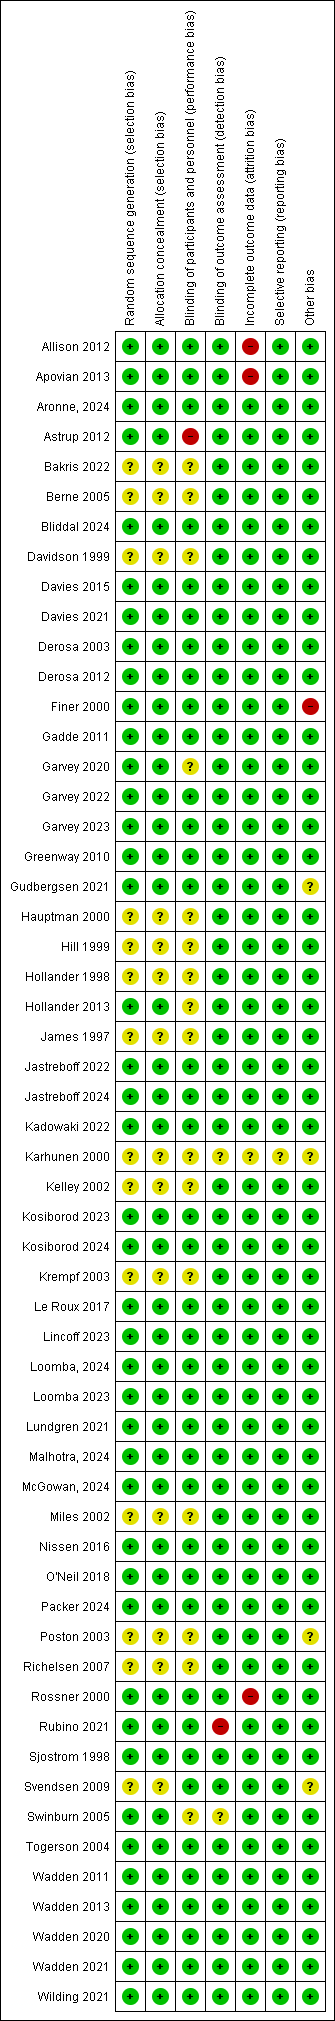 Random sequence generation (selection bias)
Allocation concealment (selection bias)
Blinding of participants and personnel (performance bias)
Blinding of outcome assessment (detection bias)
Incomplete outcome data (attrition bias)
Selective reporting (reporting bias)
Other bias
Allison 2012 + + + + - + +
Apovian 2013 + + + + - + +
Aronne, 2024 + + + + + + +
Astrup 2012 + + - + + + +
Bakris 2022 ? ? ? + + + +
Berne 2005 ? ? ? + + + +
Bliddal 2024 + + + + + + +
Davidson 1999 ? ? ? + + + +
Davies 2015 + + + + + + +
Davies 2021 + + + + + + +
Derosa 2003 + + + + + + +
Derosa 2012 + + + + + + +
Finer 2000 + + + + + + -
Gadde 2011 + + + + + + +
Garvey 2020 + + ? + + + +
Garvey 2022 + + + + + + +
Garvey 2023 + + + + + + +
Greenway 2010 + + + + + + +
Gudbergsen 2021 + + + + + + ?
Hauptman 2000 ? ? ? + + + +
Hill 1999 ? ? ? + + + +
Hollander 1998 ? ? ? + + + +
Hollander 2013 + + ? + + + +
James 1997 ? ? ? + + + +
Jastreboff 2022 + + + + + + +
Jastreboff 2024 + + + + + + +
Kadowaki 2022 + + + + + + +
Karhunen 2000 ? ? ? ? ? ? ?
Kelley 2002 ? ? ? + + + +
Kosiborod 2023 + + + + + + +
Kosiborod 2024 + + + + + + +
Krempf 2003 ? ? ? + + + +
Le Roux 2017 + + + + + + +
Lincoff 2023 + + + + + + +
Loomba, 2024 + + + + + + +
Loomba 2023 + + + + + + +
Lundgren 2021 + + + + + + +
Malhotra, 2024 + + + + + + +
McGowan, 2024 + + + + + + +
Miles 2002 ? ? ? + + + +
Nissen 2016 + + + + + + +
O'Neil 2018 + + + + + + +
Packer 2024 + + + + + + +
Poston 2003 ? ? ? + + + ?
Richelsen 2007 ? ? ? + + + +
Rossner 2000 + + + + - + +
Rubino 2021 + + + - + + +
Sjostrom 1998 + + + + + + +
Svendsen 2009 ? ? + + + + ?
Swinburn 2005 + + ? ? + + +
Togerson 2004 + + + + + + +
Wadden 2011 + + + + + + +
Wadden 2013 + + + + + + +
Wadden 2020 + + + + + + +
Wadden 2021 + + + + + + +
Wilding 2021 + + + + + + +